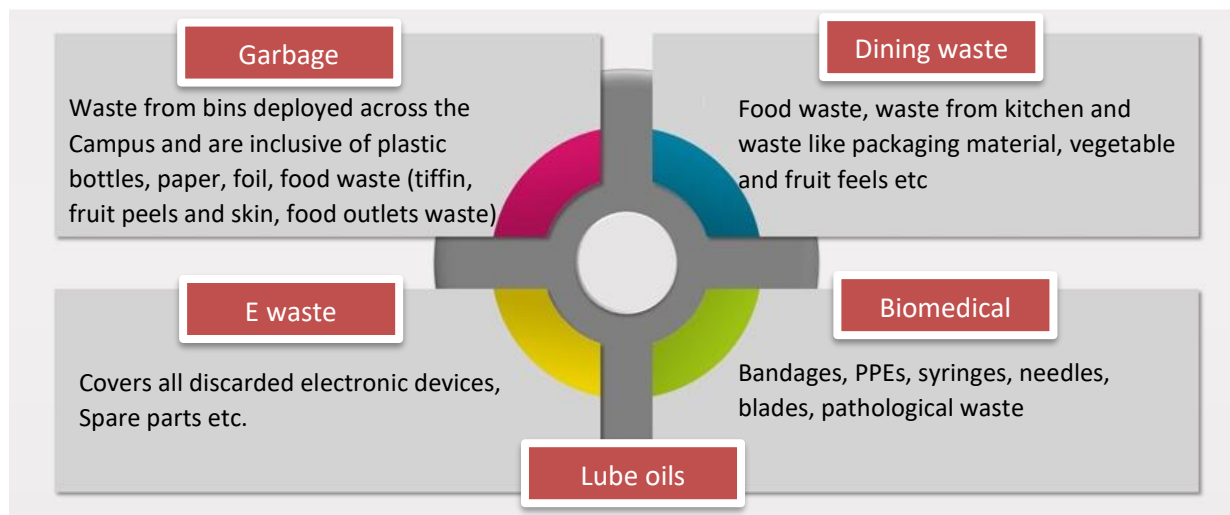 Garbage
Waste from bins deployed across the
Campus and are inclusive of plastic
bottles, paper, foil, food waste (tiffin,
fruit peels and skin, food outlets waste)
Dining waste
Food waste, waste from kitchen and
waste like packaging material, vegetable
and fruit feels etc
E waste
Covers all discarded electronic devices,
Spare parts etc.
Biomedical
Bandages, PPEs, syringes, needles,
blades, pathological waste
Lube oils